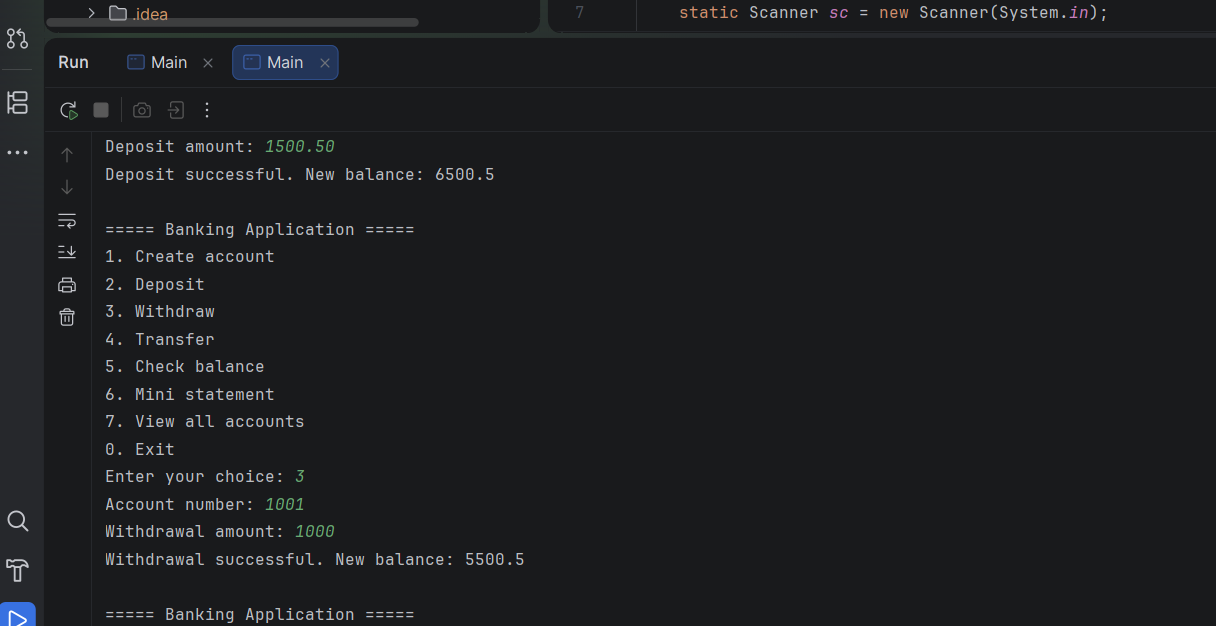 .idea
7 static Scanner sc = new Scanner(System.in);
Run Main Main
Deposit amount: 1500.50
Deposit successful. New balance: 6500.5
===== Banking Application =====
1. Create account
2. Deposit
3. Withdraw
4. Transfer
5. Check balance
6. Mini statement
7. View all accounts
0. Exit
Enter your choice: 3
Account number: 1001
Withdrawal amount: 1000
Withdrawal successful. New balance: 5500.5
===== Banking Application =====